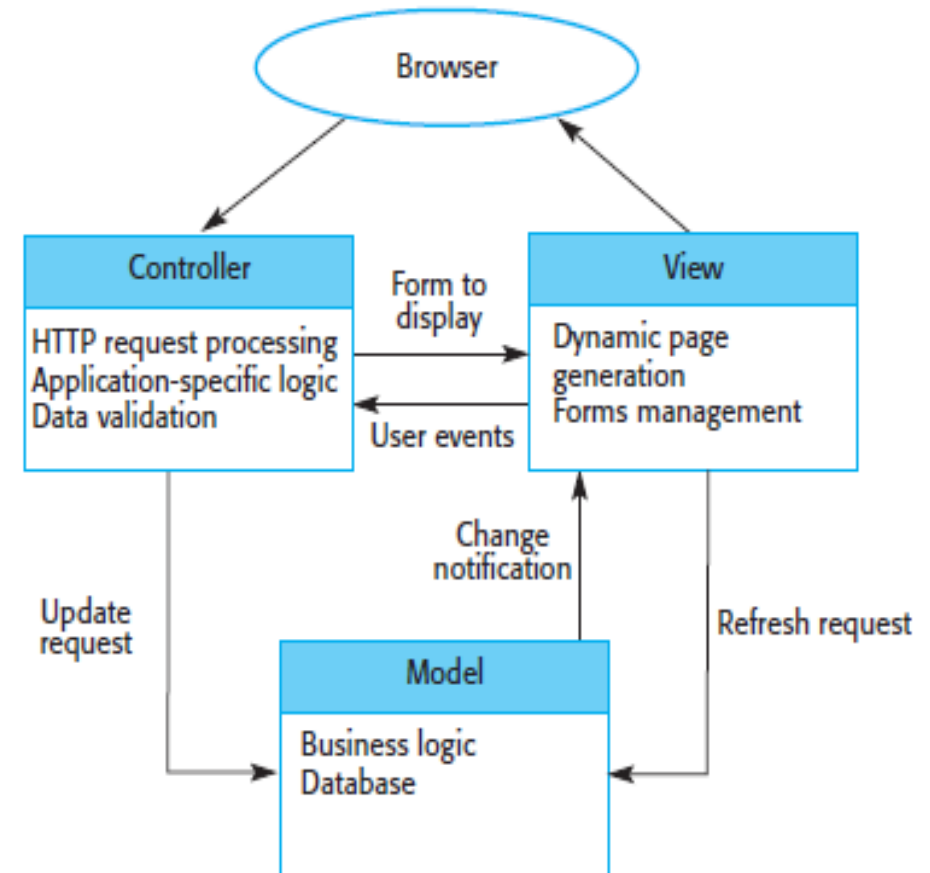 Browser
Controller
HTTP request processing
Application-specific logic
Data validation
Form to
display
User events
View
Dynamic page
generation
Forms management
Change
notification
Update
request
Refresh request
Model
Business logic
Database